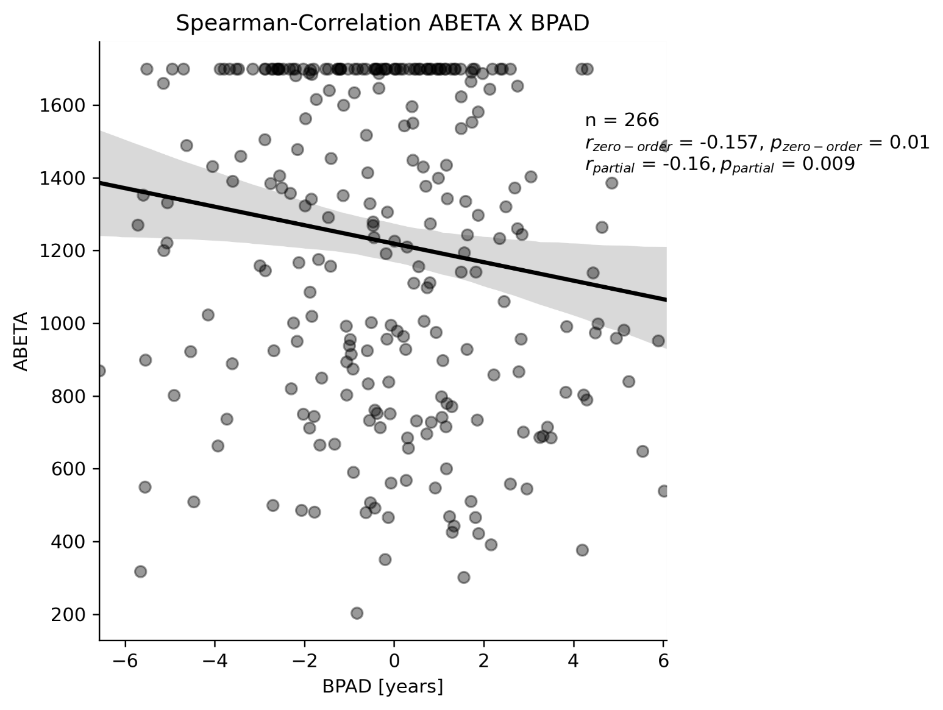 Spearman-Correlation ABETA X BPAD
n = 266
r_zero-order = -0.157, p_zero-order = 0.01
r_partial = -0.16, p_partial = 0.009
1600
1400
1200
1000
800
600
400
200
ABETA
−6 −4 −2 0 2 4 6
BPAD [years]